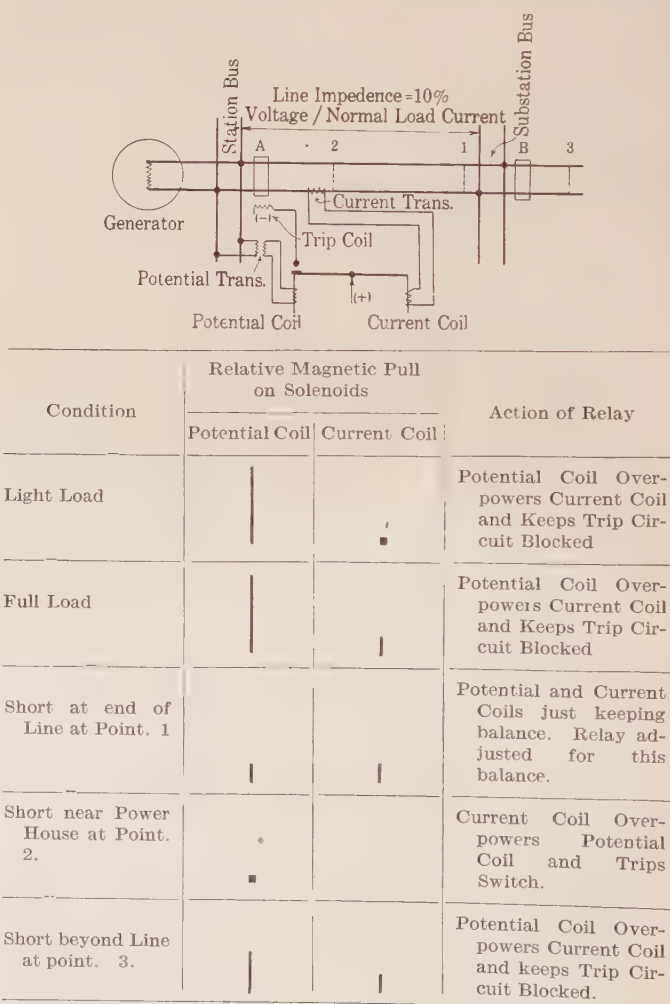 Station Bus
Substation Bus
Line Impedence=10%
Voltage / Normal Load Current
A
2
1
B
3
Generator
Current Trans.
(-)
Trip Coil
Potential Trans.
(+)
Potential Coil
Current Coil
Condition
Relative Magnetic Pull
on Solenoids
Potential Coil
Current Coil
Action of Relay
Light Load
Potential Coil Over-
powers Current Coil
and Keeps Trip Cir-
cuit Blocked
Full Load
Potential Coil Over-
powers Current Coil
and Keeps Trip Cir-
cuit Blocked
Short at end of
Line at Point. 1
Potential and Current
Coils just keeping
balance. Relay ad-
justed for this
balance.
Short near Power
House at Point.
2.
Current Coil Over-
powers Potential
Coil and Trips
Switch.
Short beyond Line
at point. 3.
Potential Coil Over-
powers Current Coil
and keeps Trip Cir-
cuit Blocked.